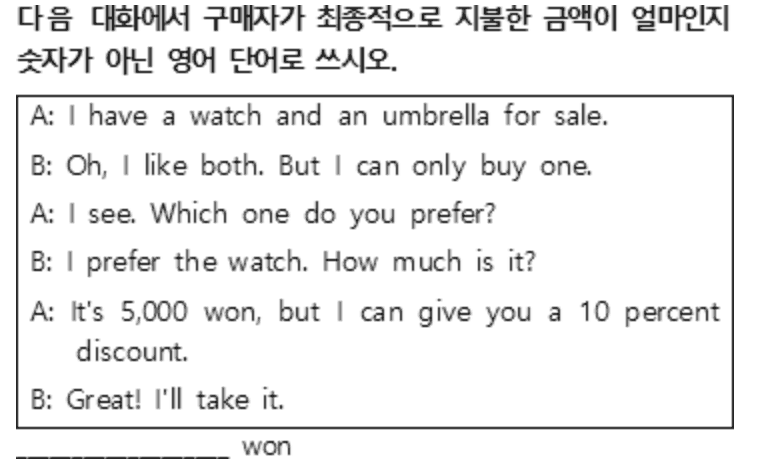 다음 대화에서 구매자가 최종적으로 지불한 금액이 얼마인지
숫자가 아닌 영어 단어로 쓰시오.
A: I have a watch and an umbrella for sale.
B: Oh, I like both. But I can only buy one.
A: I see. Which one do you prefer?
B: I prefer the watch. How much is it?
A: It's 5,000 won, but I can give you a 10 percent
discount.
B: Great! I'll take it.
____________________ won